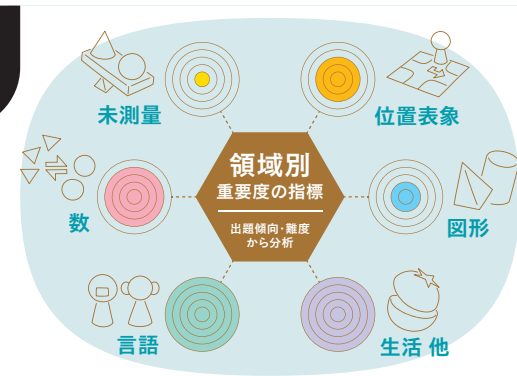 未測量
位置表象
領域別
重要度の指標
出題傾向・難度
から分析
数
図形
言語
生活 他